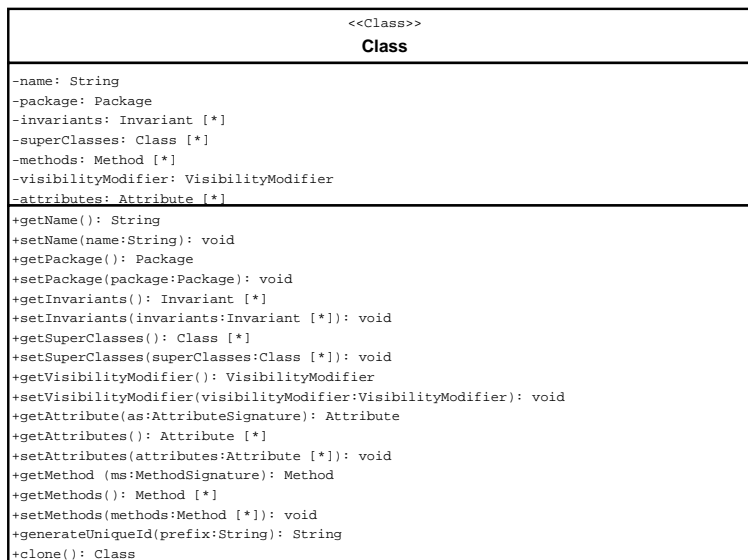 <<Class>>
Class
-name: String
-package: Package
-invariants: Invariant [*]
-superClasses: Class [*]
-methods: Method [*]
-visibilityModifier: VisibilityModifier
-attributes: Attribute [*]
+getName(): String
+setName(name:String): void
+getPackage(): Package
+setPackage(package:Package): void
+getInvariants(): Invariant [*]
+setInvariants(invariants:Invariant [*]): void
+getSuperClasses(): Class [*]
+setSuperClasses(superClasses:Class [*]): void
+getVisibilityModifier(): VisibilityModifier
+setVisibilityModifier(visibilityModifier:VisibilityModifier): void
+getAttribute(as:AttributeSignature): Attribute
+getAttributes(): Attribute [*]
+setAttributes(attributes:Attribute [*]): void
+getMethod (ms:MethodSignature): Method
+getMethods(): Method [*]
+setMethods(methods:Method [*]): void
+generateUniqueId(prefix:String): String
+clone(): Class